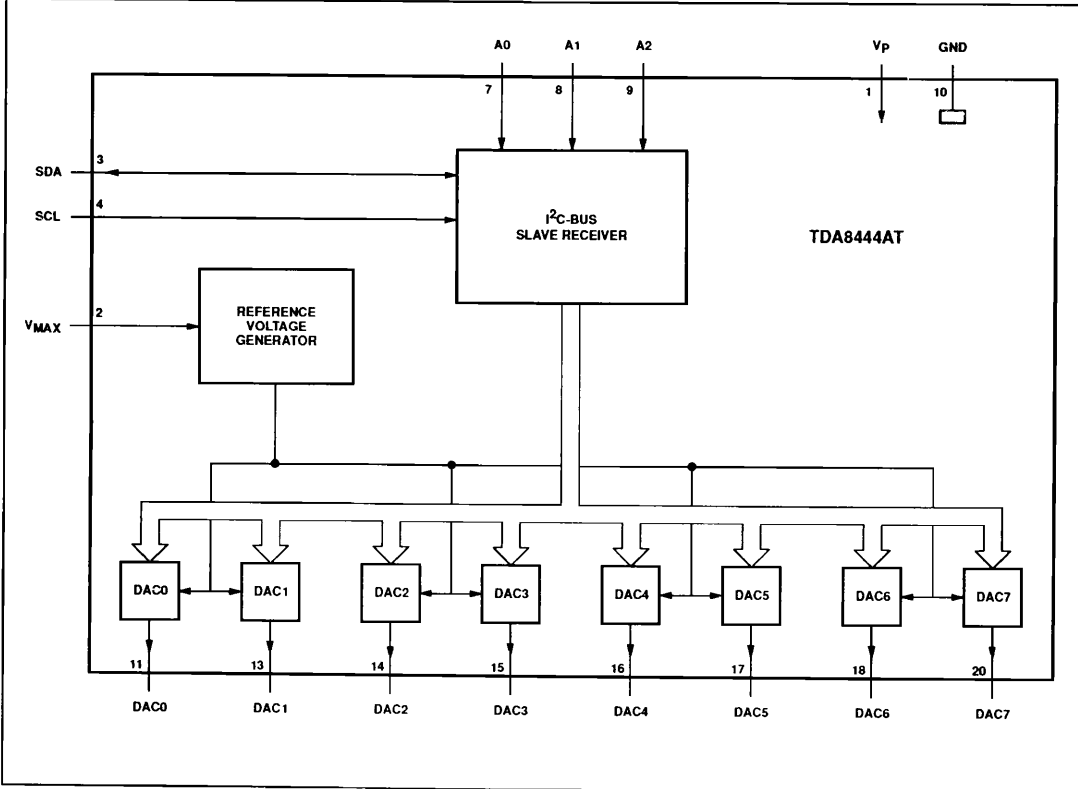 A0 A1 A2 VP GND
7 8 9 1 10
3
SDA
4
SCL
I2C-BUS
SLAVE RECEIVER
TDA8444AT
2
VMAX
REFERENCE
VOLTAGE
GENERATOR
DAC0 DAC1 DAC2 DAC3 DAC4 DAC5 DAC6 DAC7
11 13 14 15 16 17 18 20
DAC0 DAC1 DAC2 DAC3 DAC4 DAC5 DAC6 DAC7